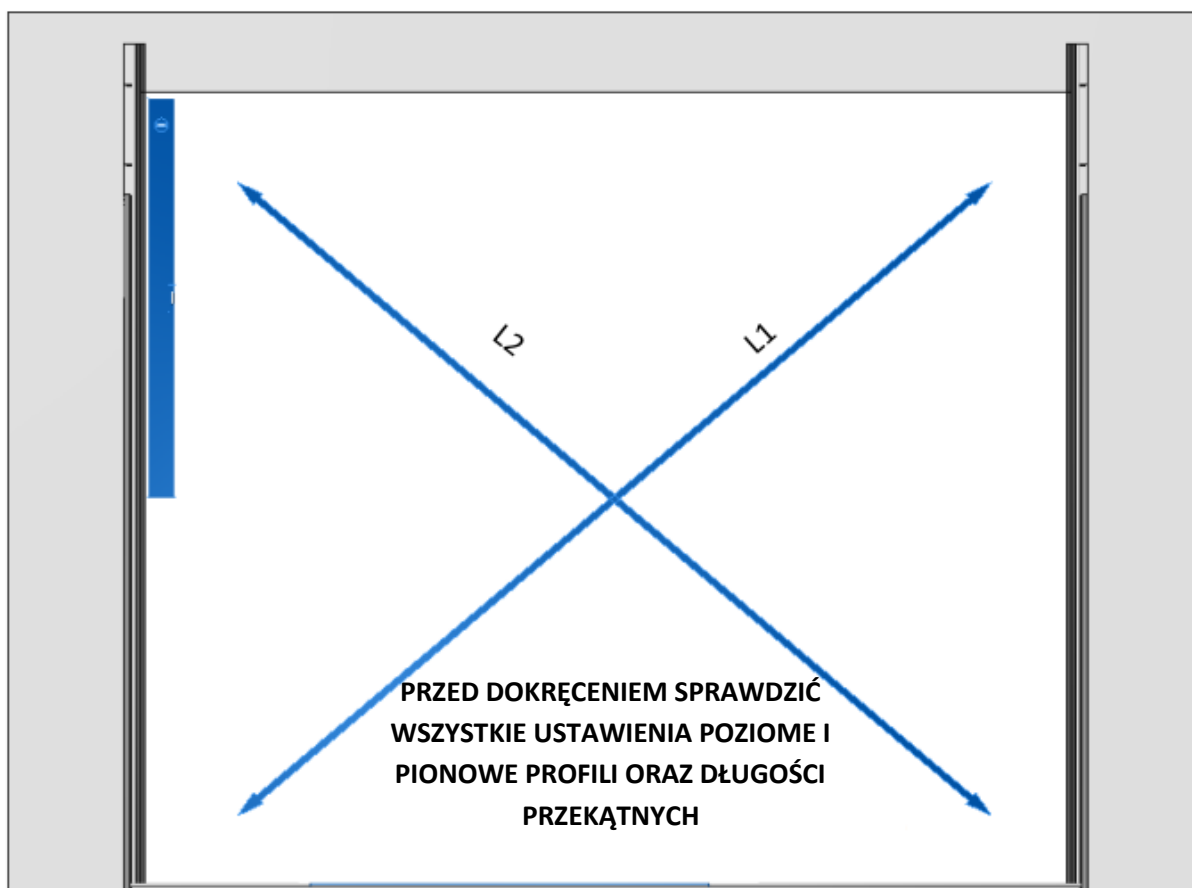 L2
L1
PRZED DOKRĘCENIEM SPRAWDZIĆ
WSZYSTKIE USTAWIENIA POZIOME I
PIONOWE PROFILI ORAZ DŁUGOŚCI
PRZEKĄTNYCH